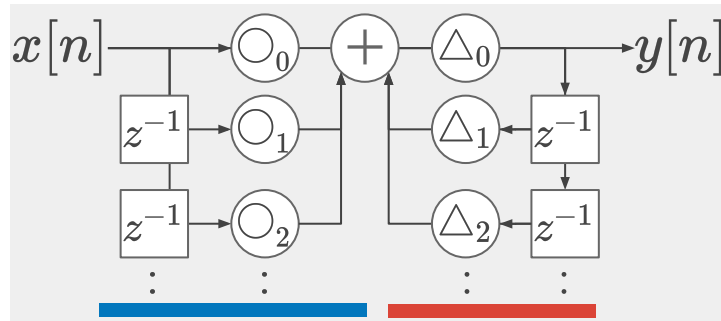 x[n] ○₀ + △₀ y[n]
z⁻¹ ○₁ △₁ z⁻¹
z⁻¹ ○₂ △₂ z⁻¹
: : : :